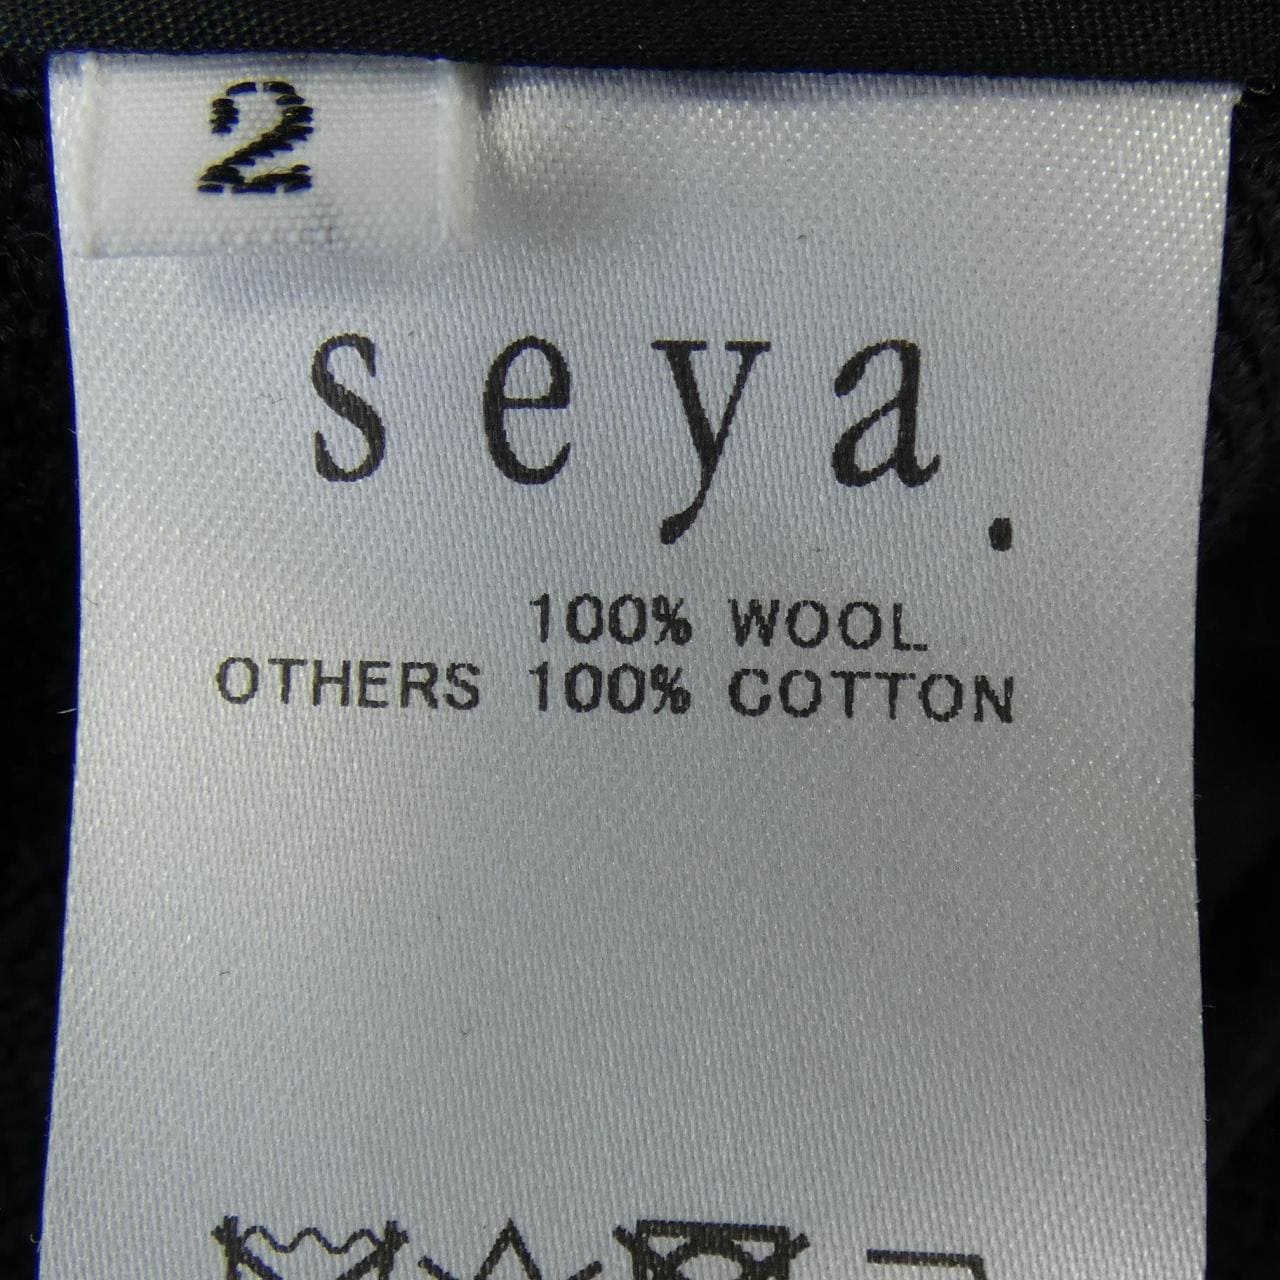 2
seya.
100% WOOL
OTHERS 100% COTTON